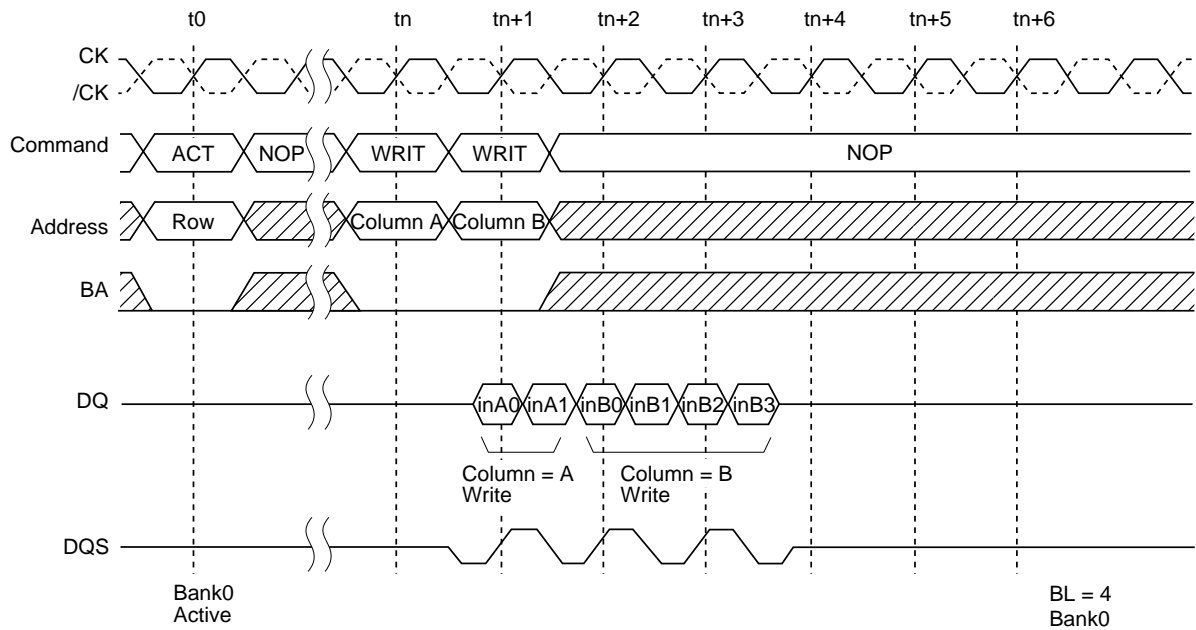 t0 tn tn+1 tn+2 tn+3 tn+4 tn+5 tn+6
CK
/CK
Command ACT NOP WRIT WRIT NOP
Address Row Column A Column B
BA
DQ inA0 inA1 inB0 inB1 inB2 inB3
Column = A Column = B
Write Write
DQS
Bank0 BL = 4
Active Bank0